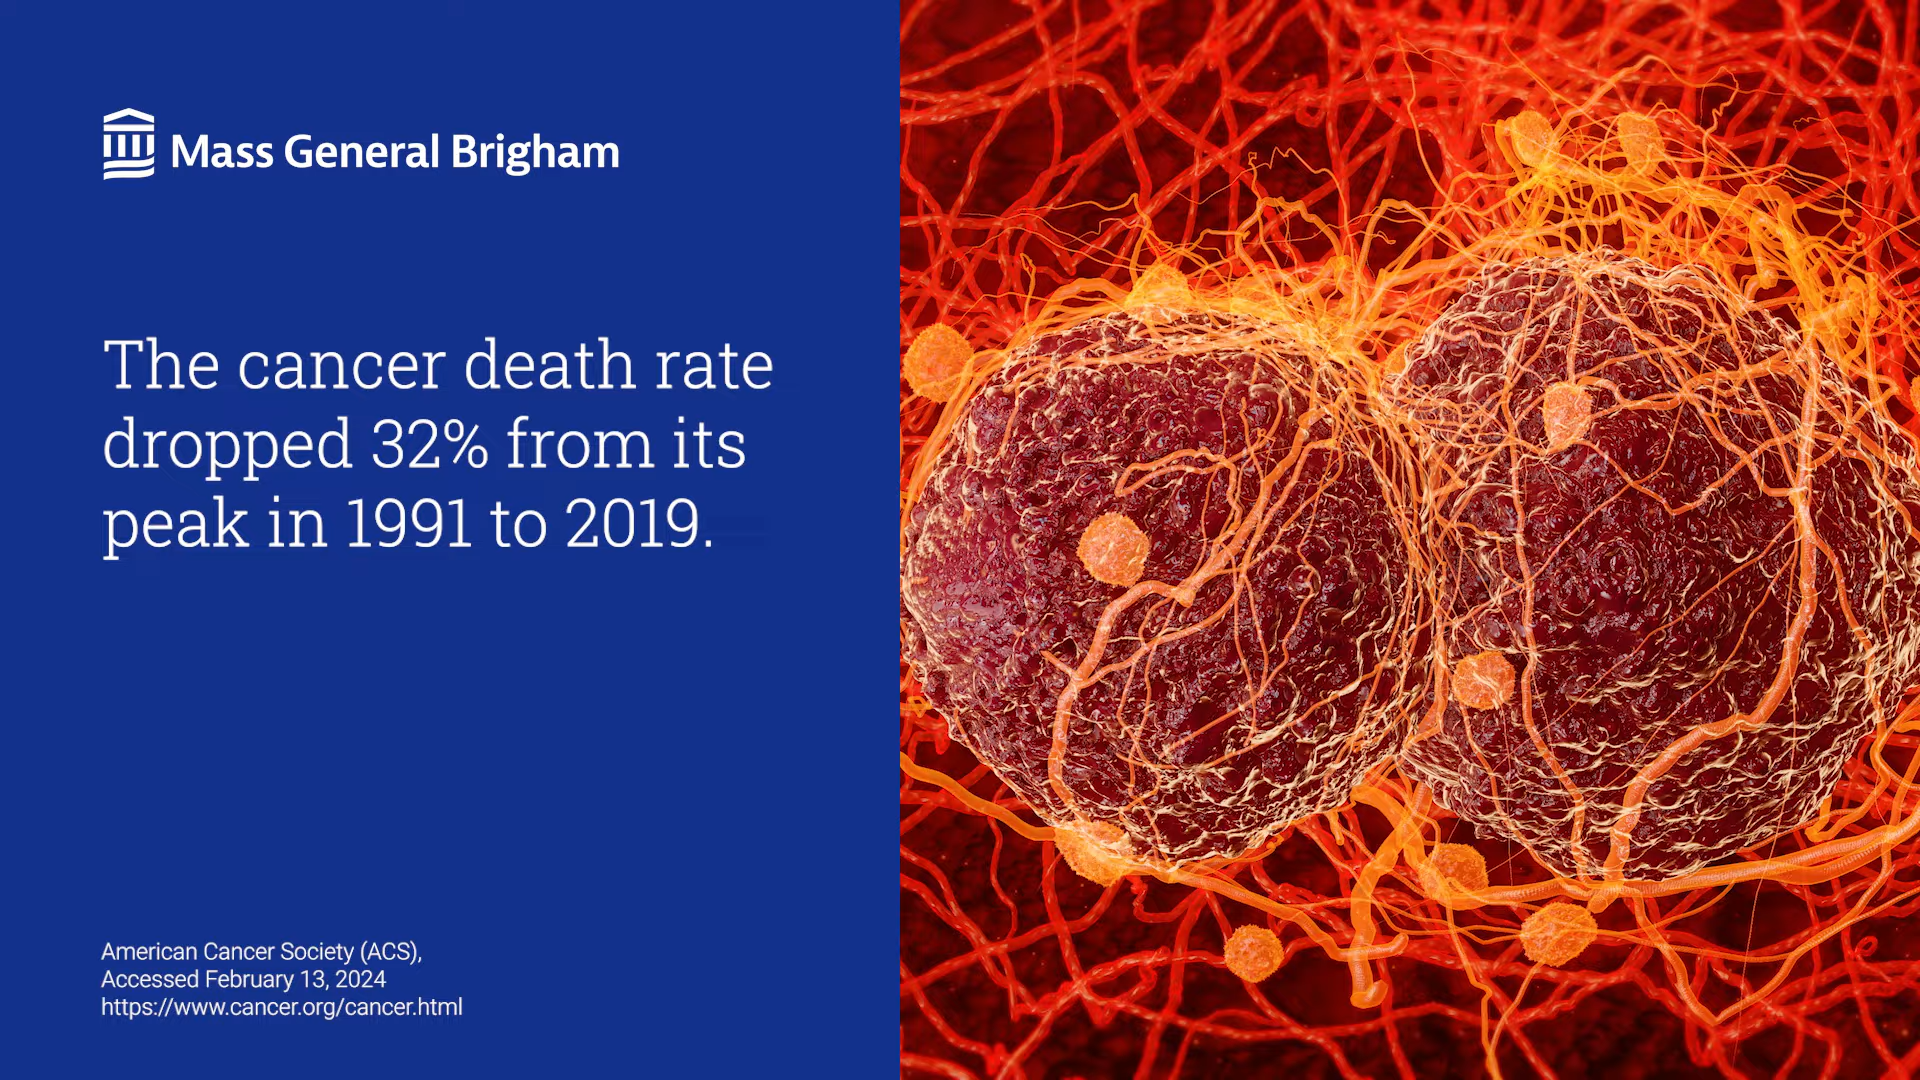 Mass General Brigham
The cancer death rate
dropped 32% from its
peak in 1991 to 2019.
American Cancer Society (ACS),
Accessed February 13, 2024
https://www.cancer.org/cancer.html